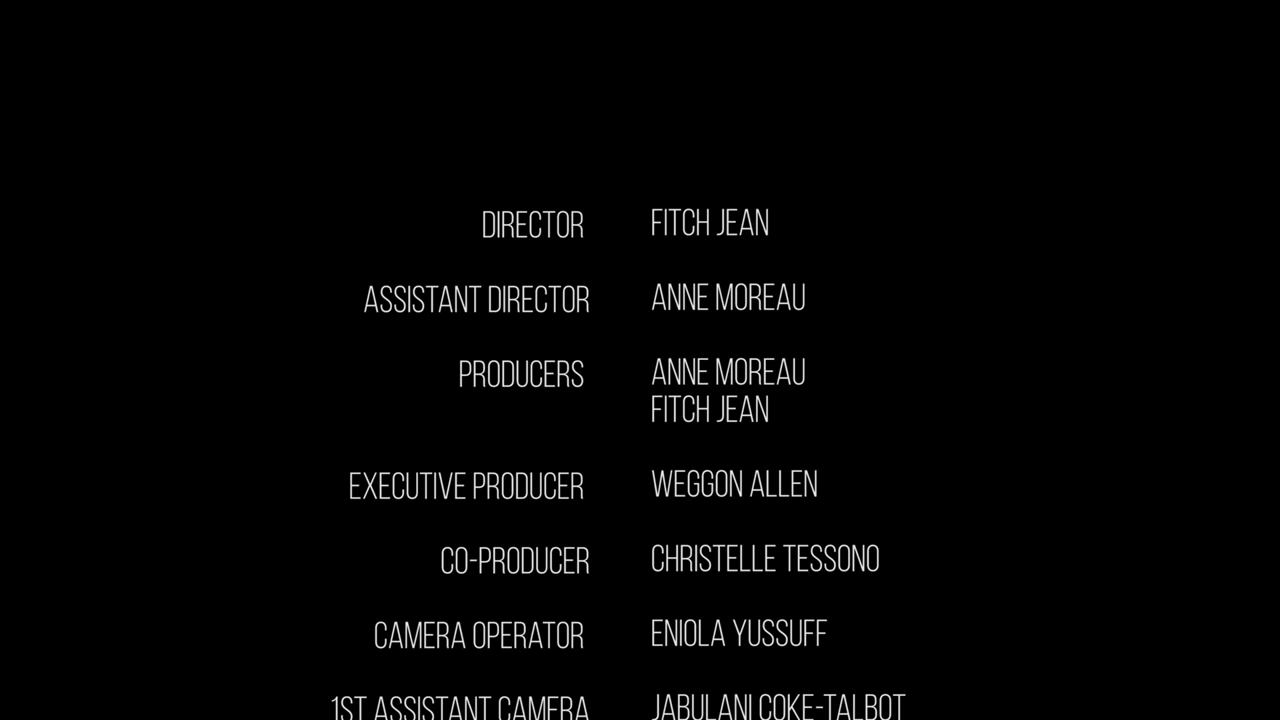 DIRECTOR FITCH JEAN
ASSISTANT DIRECTOR ANNE MOREAU
PRODUCERS ANNE MOREAU
FITCH JEAN
EXECUTIVE PRODUCER WEGGON ALLEN
CO-PRODUCER CHRISTELLE TESSONO
CAMERA OPERATOR ENIOLA YUSSUFF
1ST ASSISTANT CAMERA JABULANI COKE-TALBOT